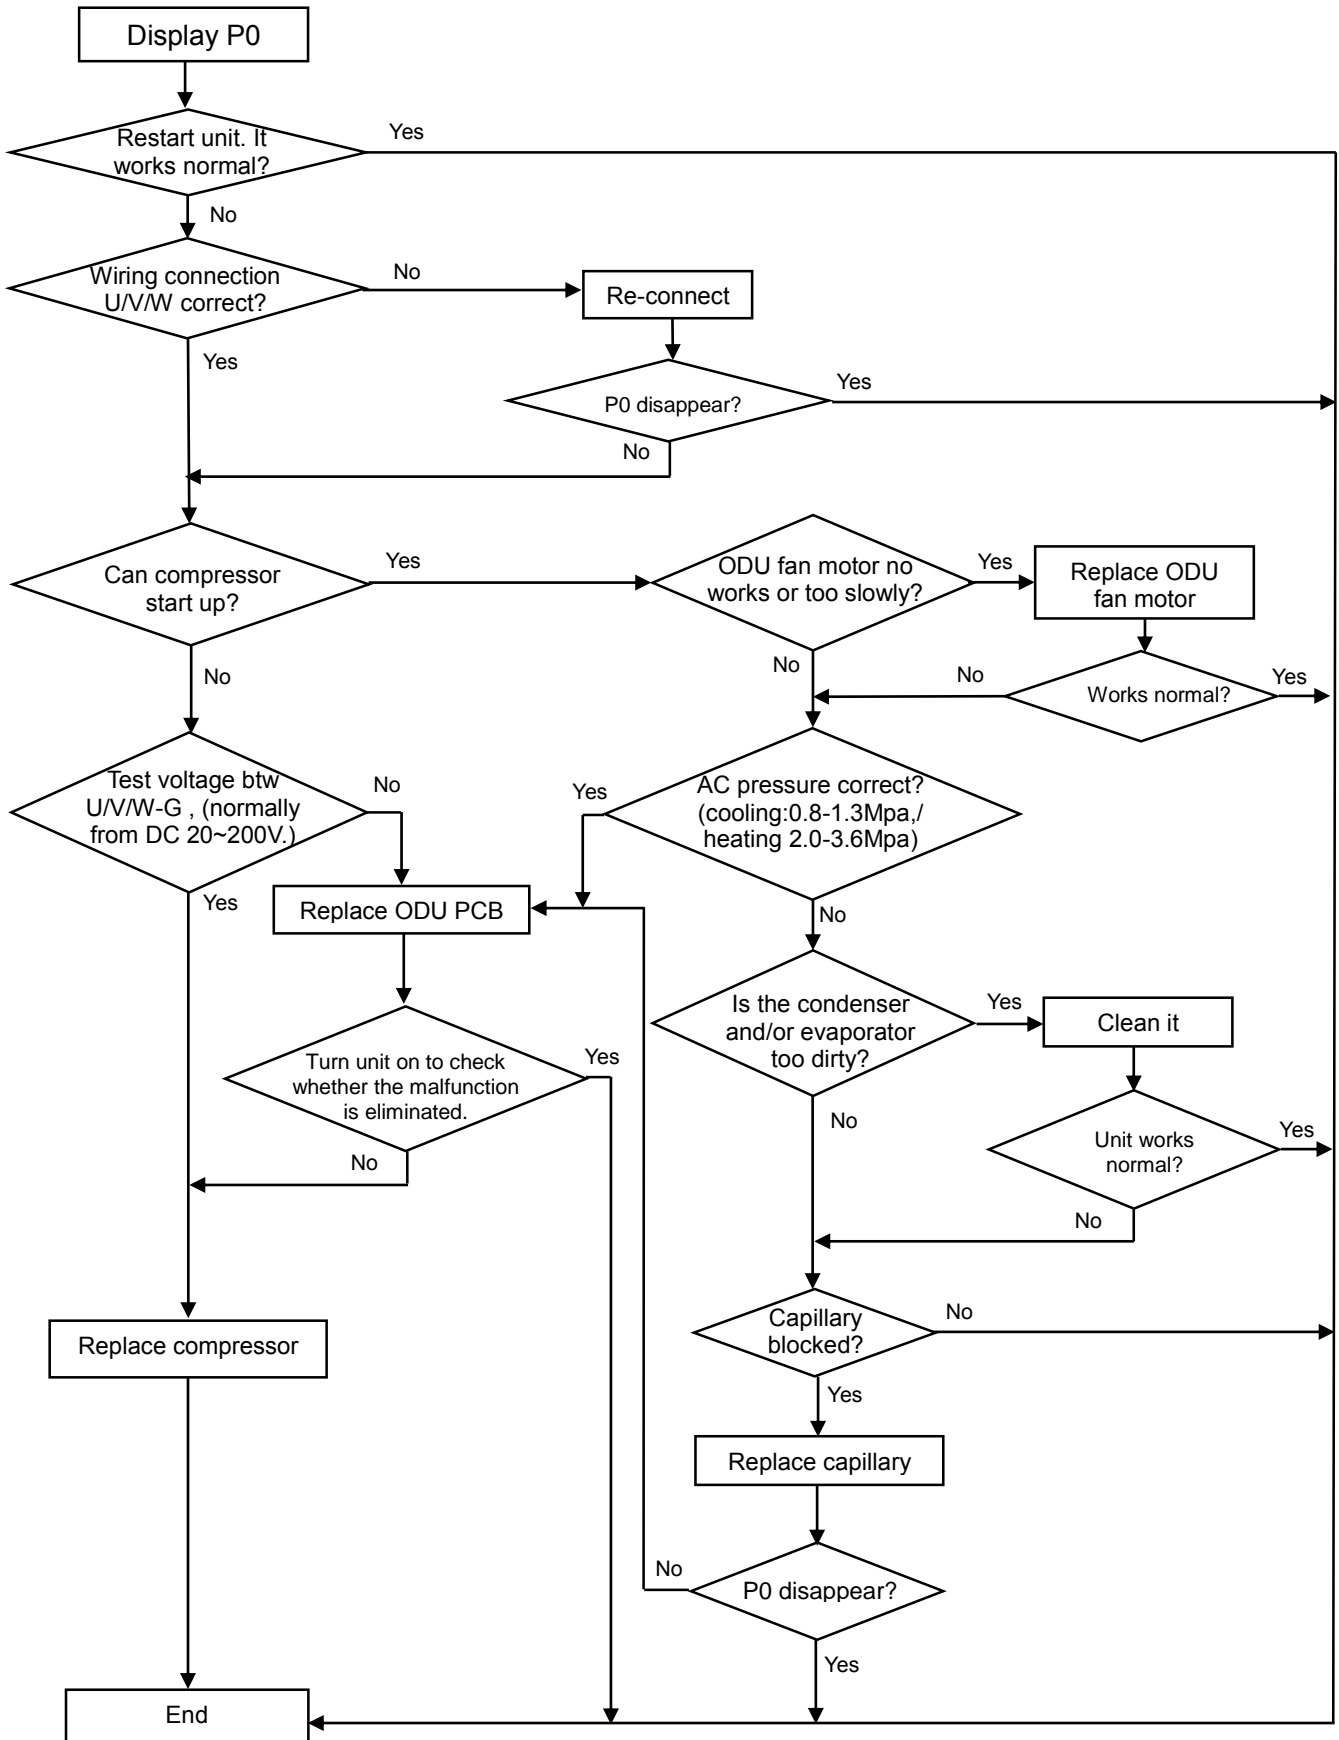 Display P0
Restart unit. It
works normal?
Yes
No
Wiring connection
U/V/W correct?
No
Re-connect
Yes
P0 disappear?
Yes
No
Can compressor
start up?
Yes
ODU fan motor no
works or too slowly?
Yes
Replace ODU
fan motor
No
No
No
Works normal?
Yes
Test voltage btw
U/V/W-G , (normally
from DC 20~200V.)
No
Yes
AC pressure correct?
(cooling:0.8-1.3Mpa,/
heating 2.0-3.6Mpa)
Yes
Replace ODU PCB
No
Is the condenser
and/or evaporator
too dirty?
Yes
Clean it
Turn unit on to check
whether the malfunction
is eliminated.
Yes
No
No
Unit works
normal?
Yes
No
Capillary
blocked?
No
Replace compressor
Yes
Replace capillary
No
P0 disappear?
Yes
End